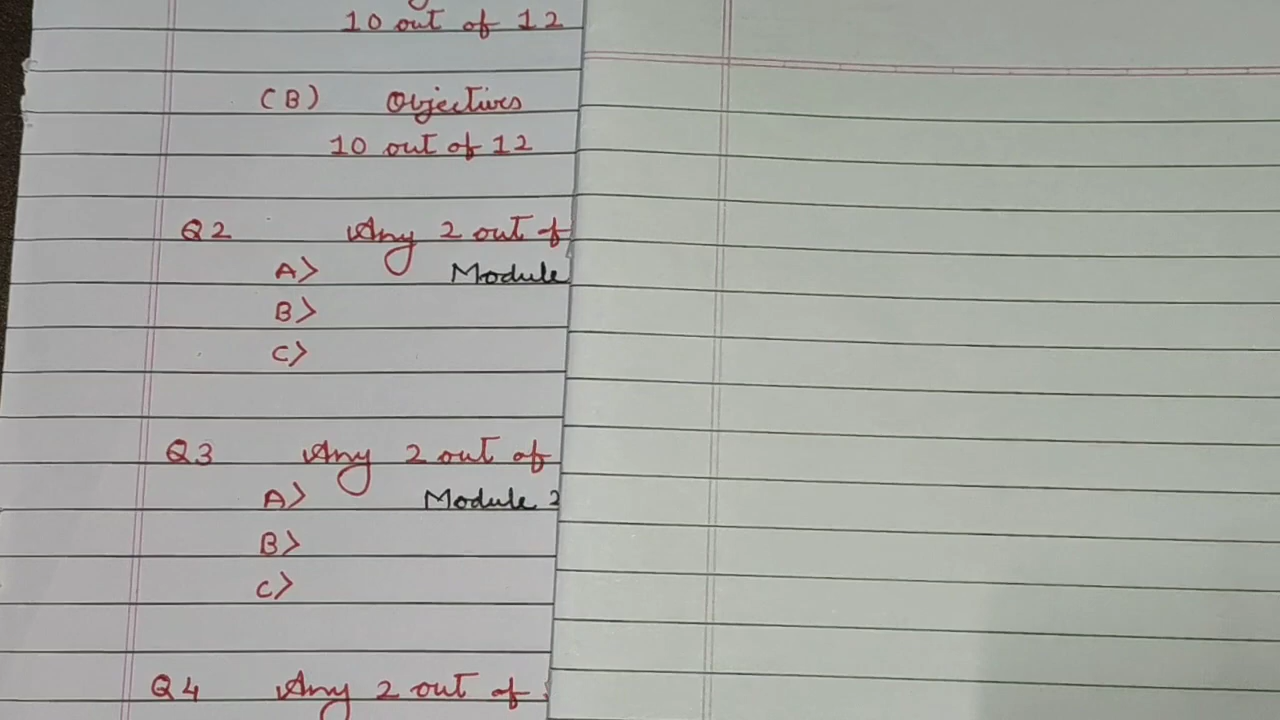 10 out of 12
(B) Objectives
10 out of 12
Q2 Any 2 out of
A> Module
B>
C>
Q3 Any 2 out of
A> Module 2
B>
C>
Q4 Any 2 out of